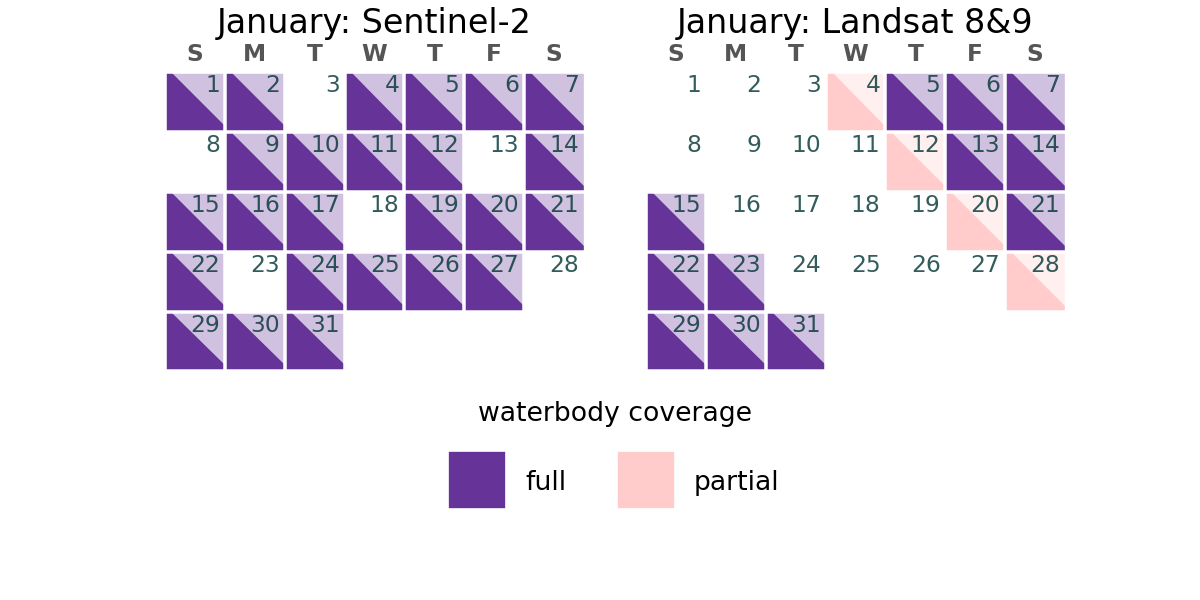 January: Sentinel-2
S M T W T F S
1 2 3 4 5 6 7
8 9 10 11 12 13 14
15 16 17 18 19 20 21
22 23 24 25 26 27 28
29 30 31
January: Landsat 8&9
S M T W T F S
1 2 3 4 5 6 7
8 9 10 11 12 13 14
15 16 17 18 19 20 21
22 23 24 25 26 27 28
29 30 31
waterbody coverage
full partial